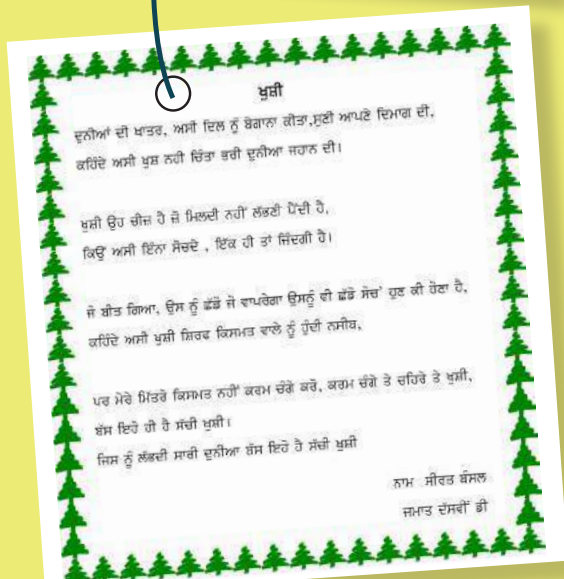 ਖੁਸ਼ੀ
ਦੁਨੀਆਂ ਦੀ ਖਾਤਰ, ਅਸੀ ਦਿਲ ਨੂੰ ਬੇਗਾਨਾ ਕੀਤਾ,ਸੁਣੀ ਆਪਣੇ ਦਿਮਾਗ ਦੀ,
ਕਹਿੰਦੇ ਅਸੀ ਖੁਸ਼ ਨਹੀ ਚਿੰਤਾ ਭਰੀ ਦੁਨੀਆ ਜਹਾਨ ਦੀ।
ਖੁਸ਼ੀ ਉਹ ਚੀਜ਼ ਹੈ ਜੋ ਮਿਲਦੀ ਨਹੀਂ ਲੱਭਣੀ ਪੈਂਦੀ ਹੈ,
ਕਿਉਂ ਅਸੀ ਇੰਨਾ ਸੋਚਦੇ , ਇੱਕ ਹੀ ਤਾਂ ਜਿੰਦਗੀ ਹੈ।
ਜੋ ਬੀਤ ਗਿਆ, ਉਸ ਨੂੰ ਛੱਡੋ ਜੋ ਵਾਪਰੇਗਾ ਉਸਨੂੰ ਵੀ ਛੱਡੋ ਸੋਚਾਂ ਹੁਣ ਕੀ ਹੋਣਾ ਹੈ,
ਕਹਿੰਦੇ ਅਸੀ ਖੁਸ਼ੀ ਸ਼ਿਰਫ ਕਿਸਮਤ ਵਾਲੇ ਨੂੰ ਹੁੰਦੀ ਨਸੀਬ,
ਪਰ ਮੇਰੇ ਮਿੱਤਰੋ ਕਿਸਮਤ ਨਹੀਂ ਕਰਮ ਚੰਗੇ ਕਰੋ, ਕਰਮ ਚੰਗੇ ਤੇ ਚਹਿਰੇ ਤੇ ਖੁਸ਼ੀ,
ਬੱਸ ਇਹੋ ਹੀ ਹੈ ਸੱਚੀ ਖੁਸ਼ੀ।
ਜਿਸ ਨੂੰ ਲੱਭਦੀ ਸਾਰੀ ਦੁਨੀਆ ਬੱਸ ਇਹੋ ਹੈ ਸੱਚੀ ਖੁਸ਼ੀ
ਨਾਮ ਸੀਰਤ ਬੰਸਲ
ਜਮਾਤ ਦੱਸਵੀਂ ਡੀ